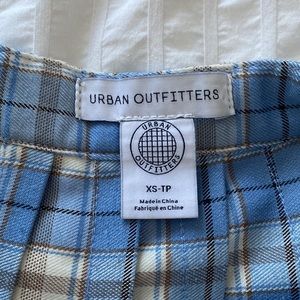 URBAN OUTFITTERS
URBAN
OUTFITTERS
XS-TP
Made in China
Fabriqué en Chine